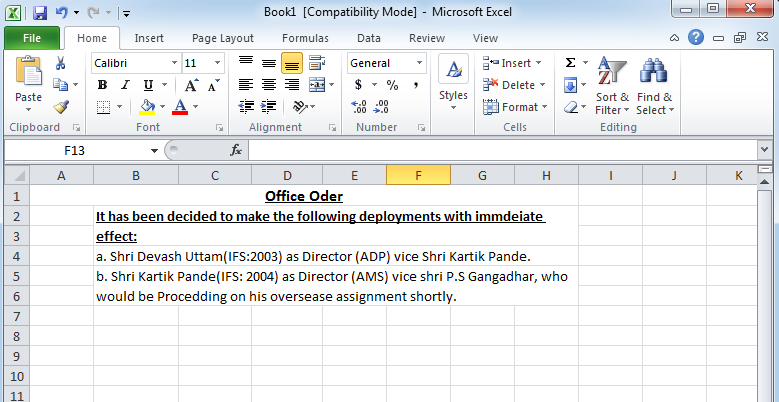 Book1 [Compatibility Mode] - Microsoft Excel
File Home Insert Page Layout Formulas Data Review View
Calibri 11 General Insert Σ
B I U A A $ % , Delete
Paste A .00 .0 Styles Format Sort & Find &
Filter Select
Clipboard Font Alignment Number Cells Editing
F13 fx
A B C D E F G H I J K
1 Office Oder
2 It has been decided to make the following deployments with immdeiate
3 effect:
4 a. Shri Devash Uttam(IFS:2003) as Director (ADP) vice Shri Kartik Pande.
5 b. Shri Kartik Pande(IFS: 2004) as Director (AMS) vice shri P.S Gangadhar, who
6 would be Procedding on his oversease assignment shortly.
7
8
9
10
11